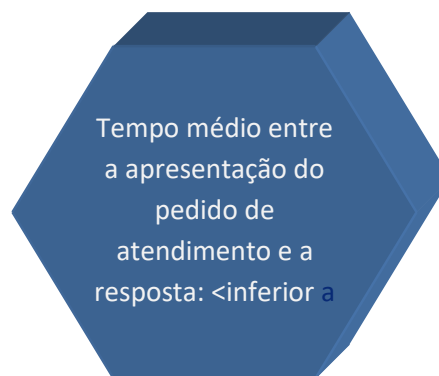 Tempo médio entre
a apresentação do
pedido de
atendimento e a
resposta: <inferior a